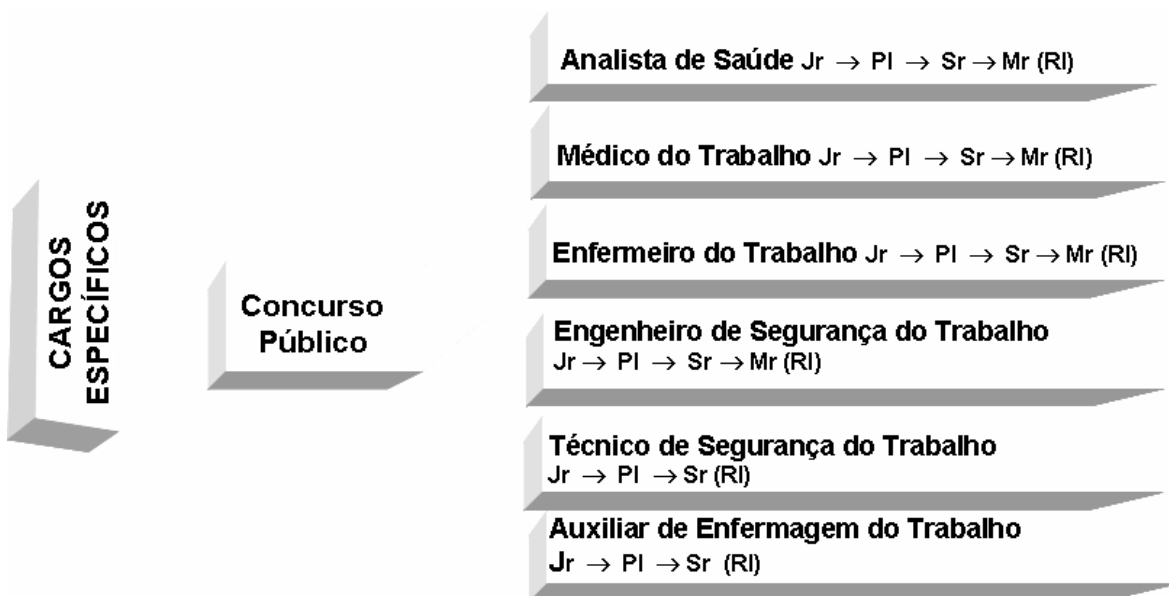 CARGOS
ESPECÍFICOS
Concurso
Público
Analista de Saúde Jr → Pl → Sr → Mr (RI)
Médico do Trabalho Jr → Pl → Sr → Mr (RI)
Enfermeiro do Trabalho Jr → Pl → Sr → Mr (RI)
Engenheiro de Segurança do Trabalho
Jr → Pl → Sr → Mr (RI)
Técnico de Segurança do Trabalho
Jr → Pl → Sr (RI)
Auxiliar de Enfermagem do Trabalho
Jr → Pl → Sr (RI)